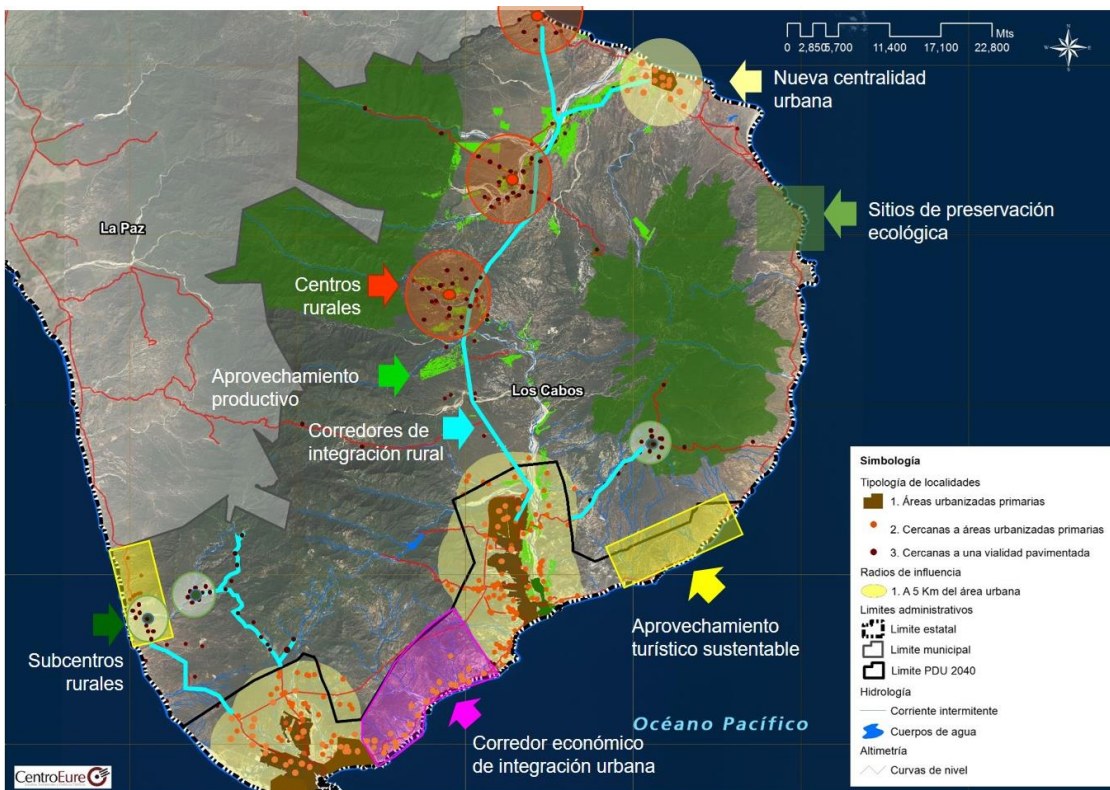 Mts
0 2,850 5,700 11,400 17,100 22,800
N
W E
S
Nueva centralidad
urbana
La Paz
Sitios de preservación
ecológica
Centros
rurales
Aprovechamiento
productivo
Los Cabos
Corredores de
integración rural
Subcentros
rurales
Aprovechamiento
turístico sustentable
Océano Pacífico
Corredor económico
de integración urbana
CentroEure
Simbología
Tipología de localidades
1. Áreas urbanizadas primarias
2. Cercanas a áreas urbanizadas primarias
3. Cercanas a una vialidad pavimentada
Radios de influencia
1. A 5 Km del área urbana
Limites administrativos
Limite estatal
Limite municipal
Limite PDU 2040
Hidrología
Corriente intermitente
Cuerpos de agua
Altimetría
Curvas de nivel